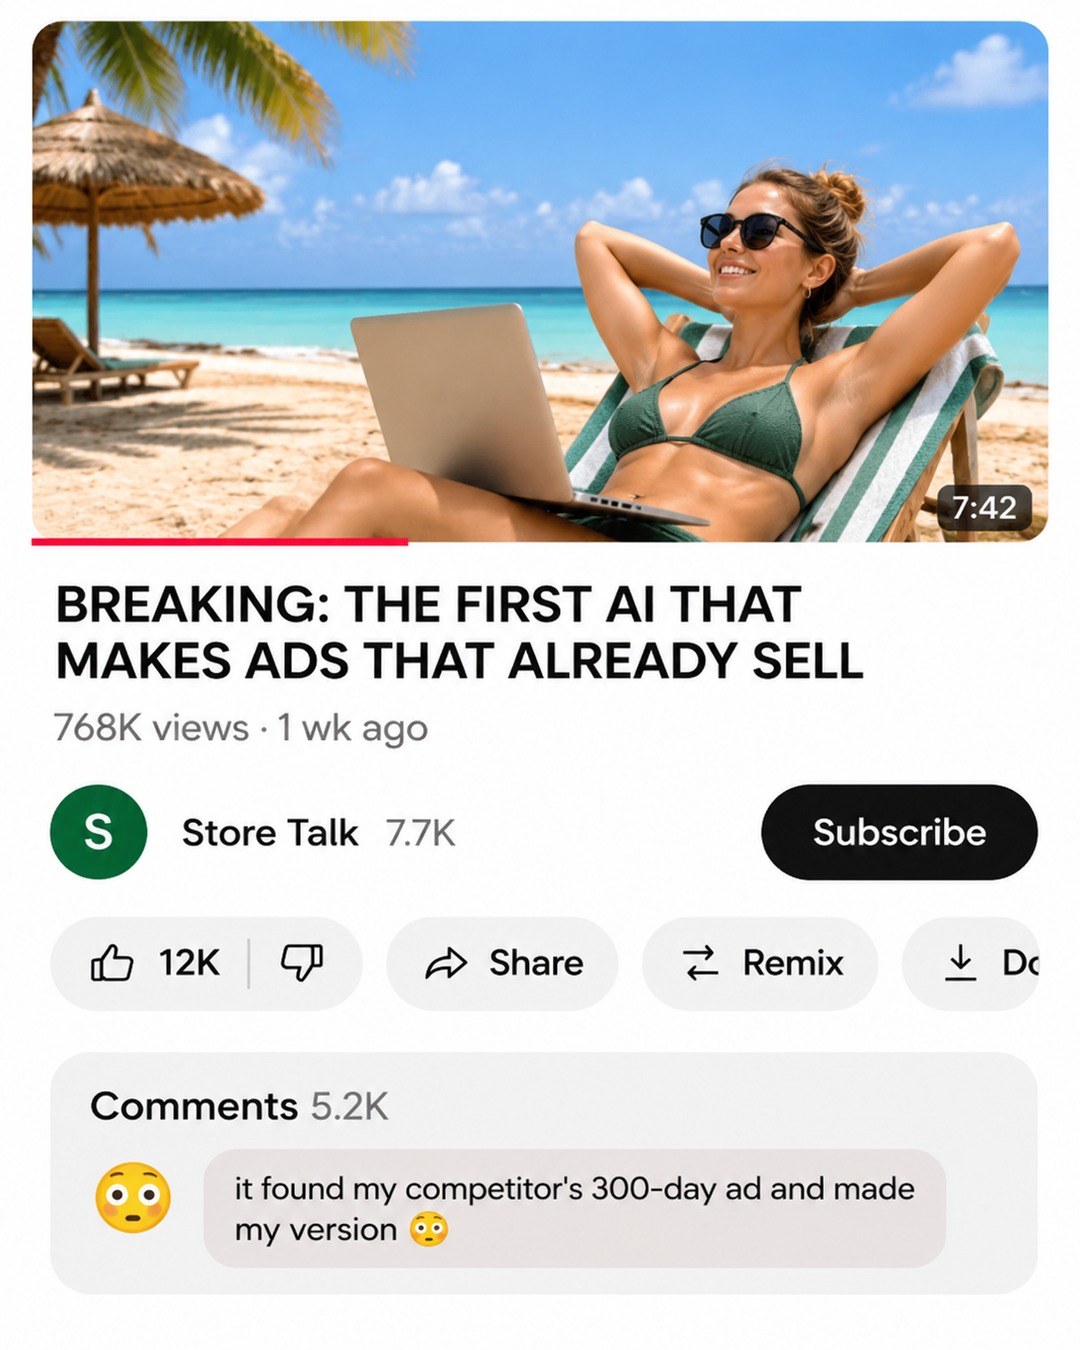 7:42
BREAKING: THE FIRST AI THAT
MAKES ADS THAT ALREADY SELL
768K views · 1 wk ago
S
Store Talk 7.7K
Subscribe
12K
Share
Remix
Do
Comments 5.2K
it found my competitor's 300-day ad and made
my version 😳